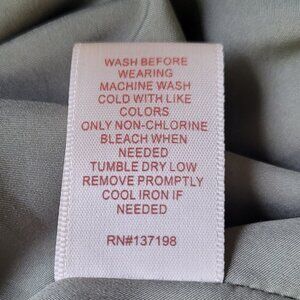 WASH BEFORE
WEARING
MACHINE WASH
COLD WITH LIKE
COLORS
ONLY NON-CHLORINE
BLEACH WHEN
NEEDED
TUMBLE DRY LOW
REMOVE PROMPTLY
COOL IRON IF
NEEDED
RN#137198